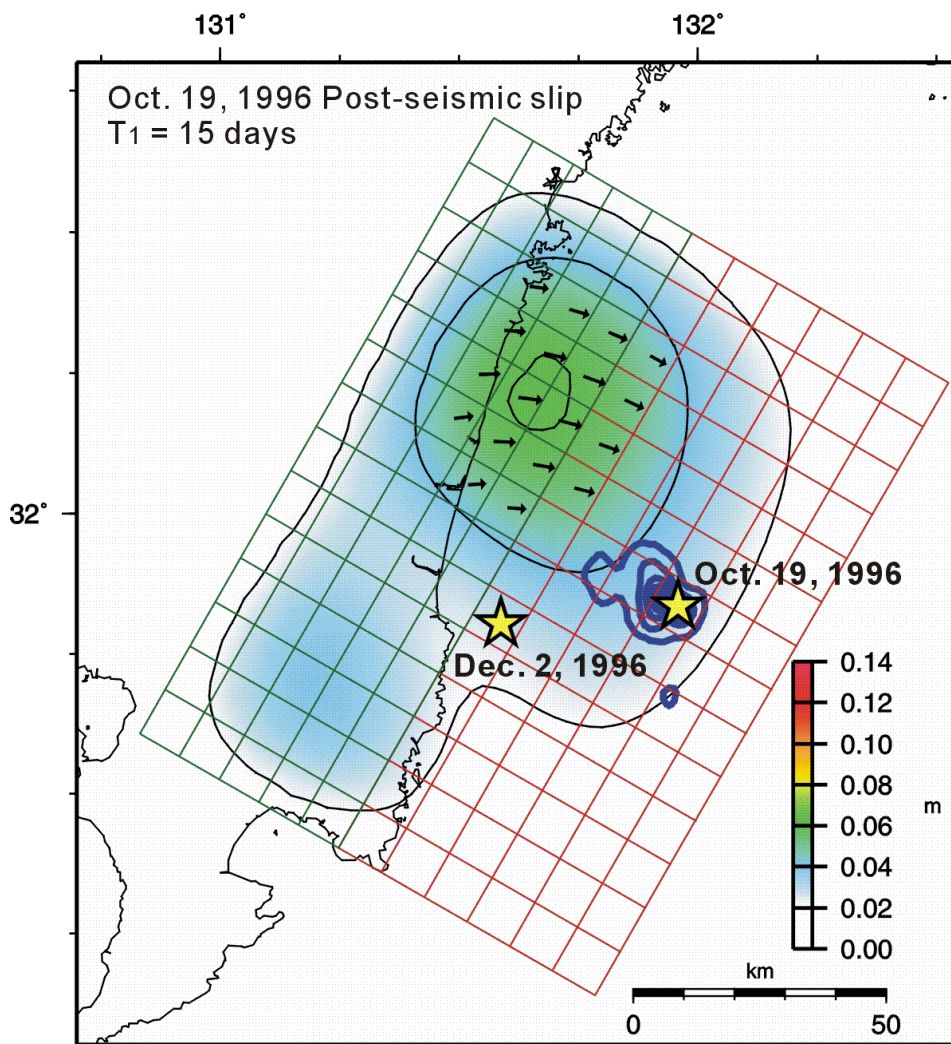 131° 132°
Oct. 19, 1996 Post-seismic slip
T1 = 15 days
32°
Oct. 19, 1996
Dec. 2, 1996
0.14
0.12
0.10
0.08
m
0.06
0.04
0.02
0.00
km
0 50